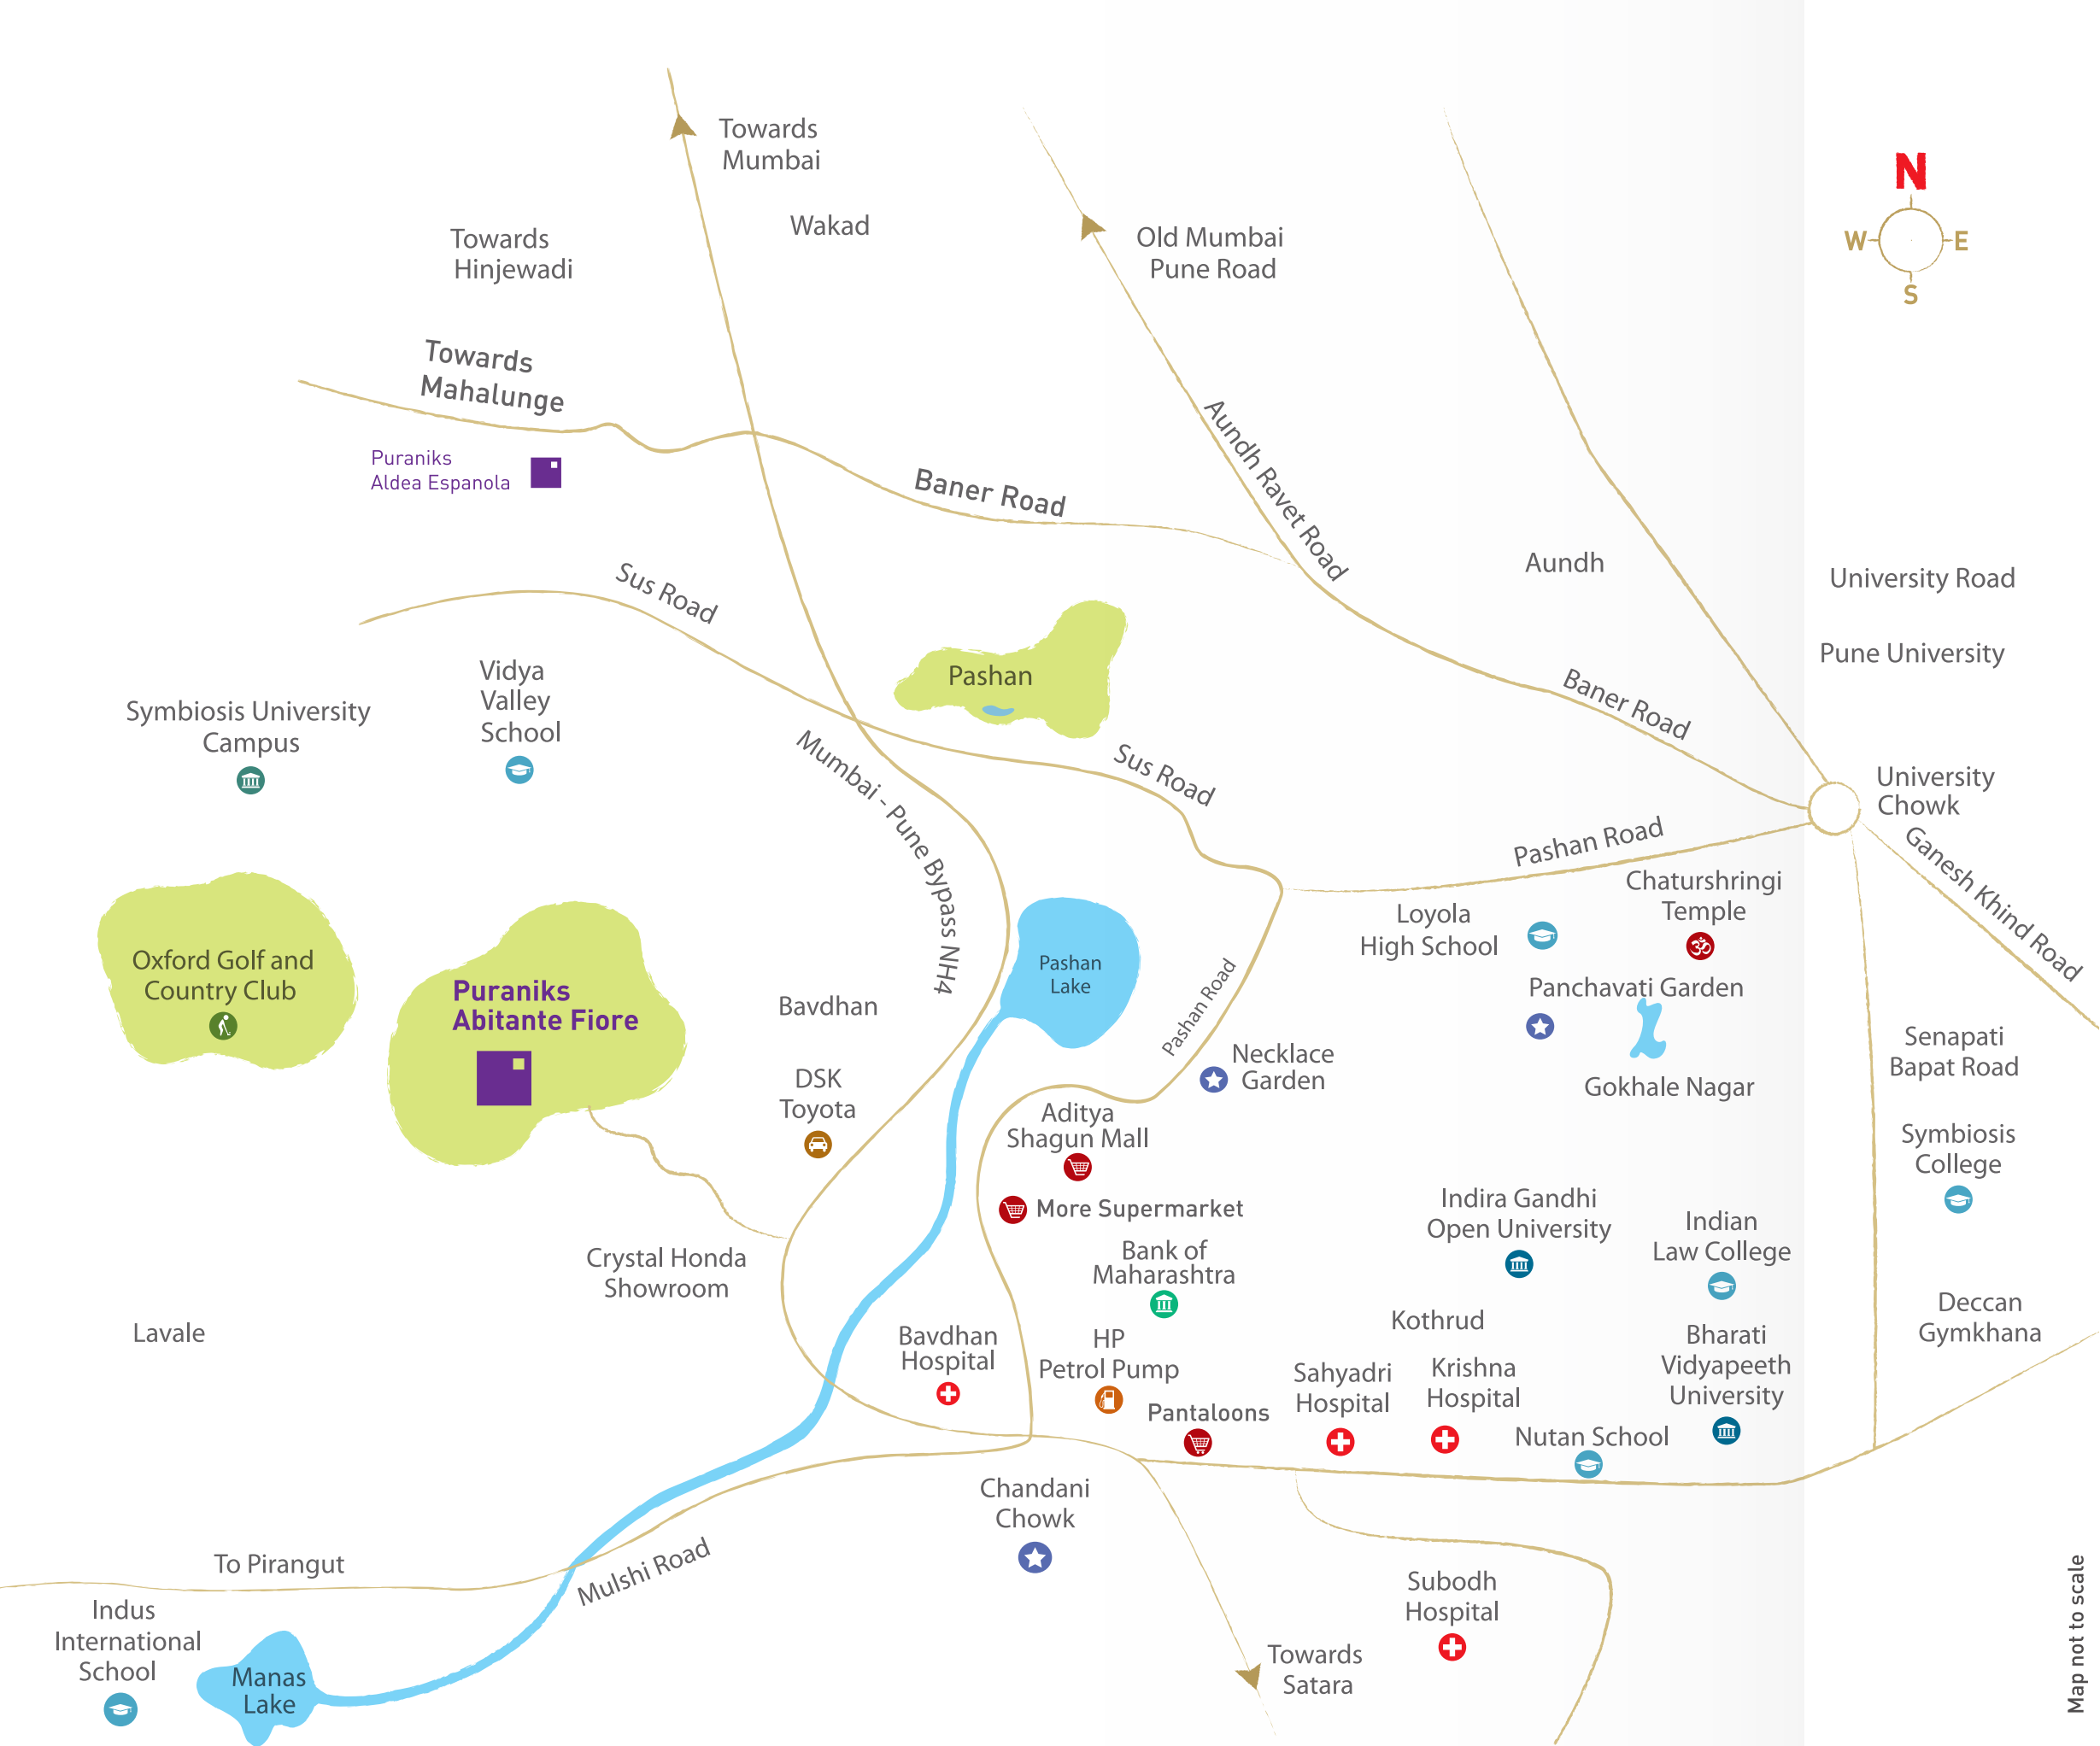 Towards
Mumbai
Wakad
Towards
Hinjewadi
Old Mumbai
Pune Road
N
W
E
S
Towards
Mahalunge
Puraniks
Aldea Espanola
Baner Road
Aundh Ravet Road
Aundh
University Road
Pune University
Sus Road
Pashan
Baner Road
Vidya
Valley
School
Symbiosis University
Campus
Mumbai - Pune Bypass NH4
Sus Road
University
Chowk
Pashan Road
Ganesh Khind Road
Chaturshringi
Temple
Loyola
High School
Oxford Golf and
Country Club
Puraniks
Abitante Fiore
Bavdhan
Pashan
Lake
Pashan Road
Panchavati Garden
Senapati
Bapat Road
Necklace
Garden
Gokhale Nagar
DSK
Toyota
Aditya
Shagun Mall
Symbiosis
College
More Supermarket
Indira Gandhi
Open University
Indian
Law College
Crystal Honda
Showroom
Bank of
Maharashtra
Lavale
Bavdhan
Hospital
HP
Petrol Pump
Kothrud
Deccan
Gymkhana
Bharati
Vidyapeeth
University
Sahyadri
Hospital
Krishna
Hospital
Pantaloons
Nutan School
Chandani
Chowk
To Pirangut
Mulshi Road
Indus
International
School
Manas
Lake
Subodh
Hospital
Towards
Satara
Map not to scale